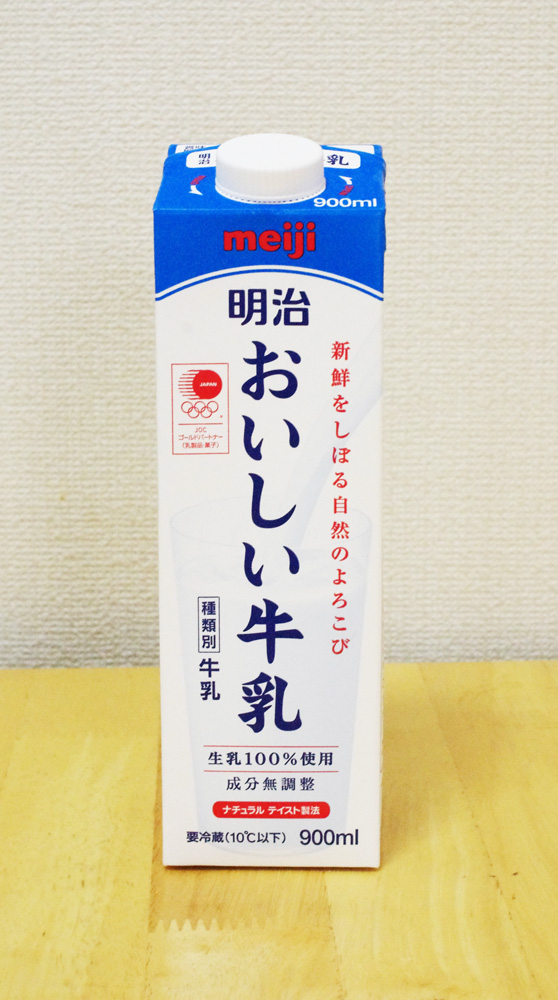 明治
乳
900ml
meiji
明治
おいしい牛乳
新鮮をしぼる自然のよろこび
JAPAN
JOC
ゴールドパートナー
(乳製品・菓子)
種類別
牛乳
生乳100%使用
成分無調整
ナチュラル テイスト製法
要冷蔵(10℃以下) 900ml